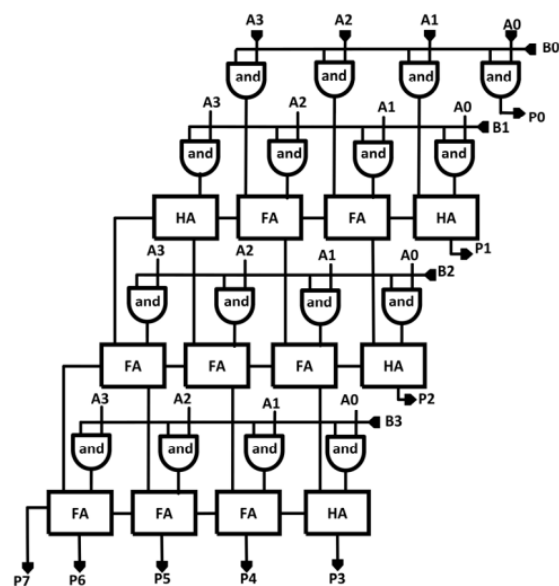 A3 A2 A1 A0
B0
and and and and
P0
A3 A2 A1 A0
B1
and and and and
HA FA FA HA
P1
A3 A2 A1 A0
B2
and and and and
FA FA FA HA
P2
A3 A2 A1 A0
B3
and and and and
FA FA FA HA
P7 P6 P5 P4 P3